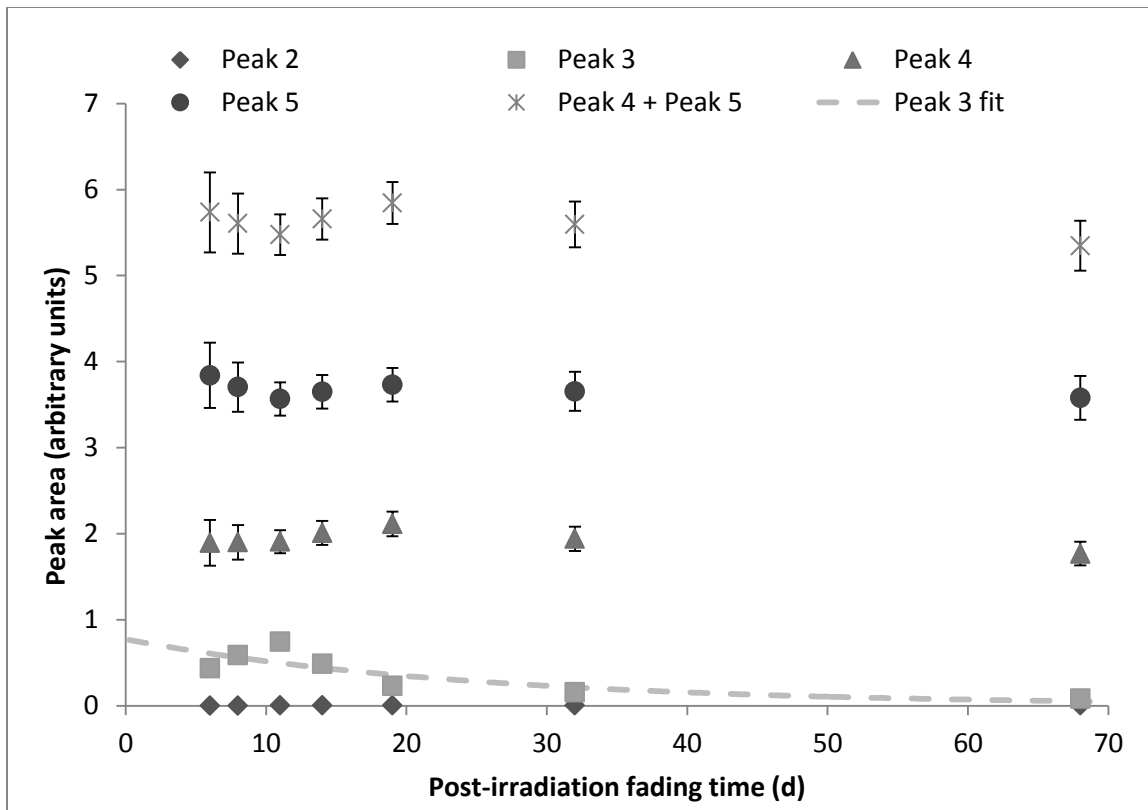 Peak 2 Peak 3 Peak 4
Peak 5 Peak 4 + Peak 5 Peak 3 fit
7
6
5
4
3
2
1
0
Peak area (arbitrary units)
0 10 20 30 40 50 60 70
Post-irradiation fading time (d)